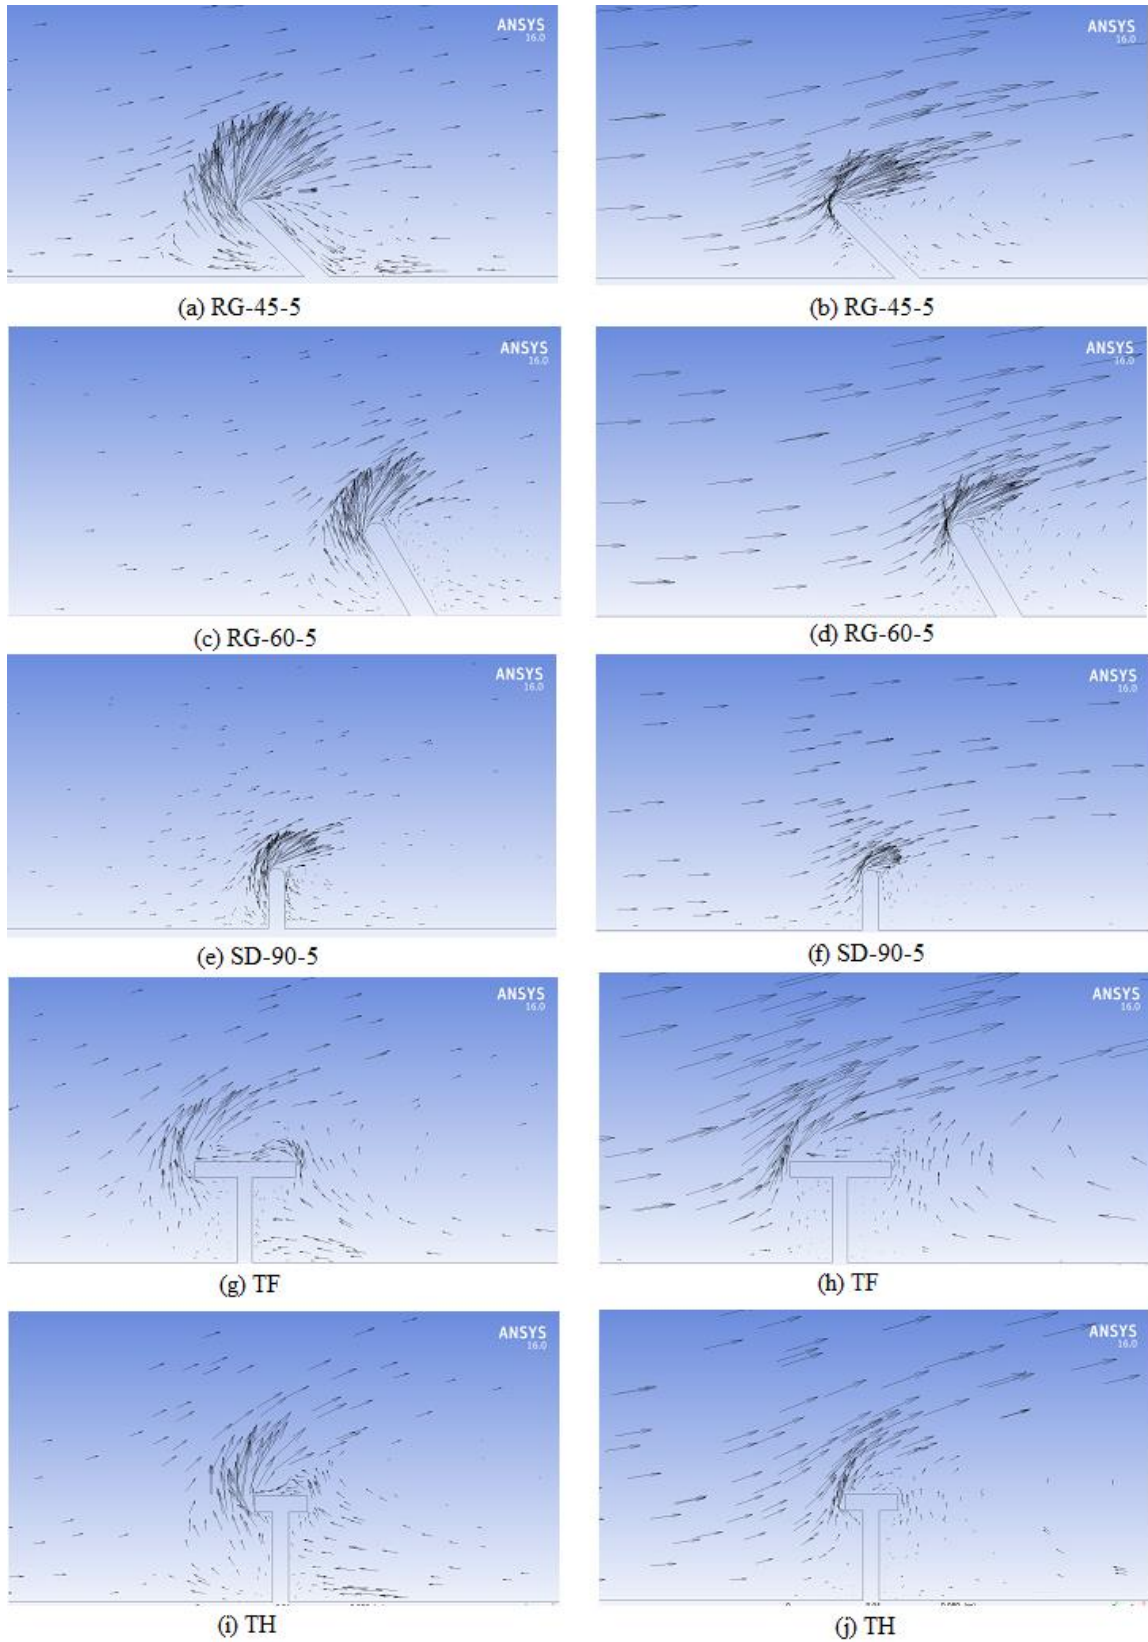 ANSYS
16.0
ANSYS
16.0
(a) RG-45-5
(b) RG-45-5
ANSYS
16.0
ANSYS
16.0
(c) RG-60-5
(d) RG-60-5
ANSYS
16.0
ANSYS
16.0
(e) SD-90-5
(f) SD-90-5
ANSYS
16.0
ANSYS
16.0
(g) TF
(h) TF
ANSYS
16.0
ANSYS
16.0
(i) TH
(j) TH